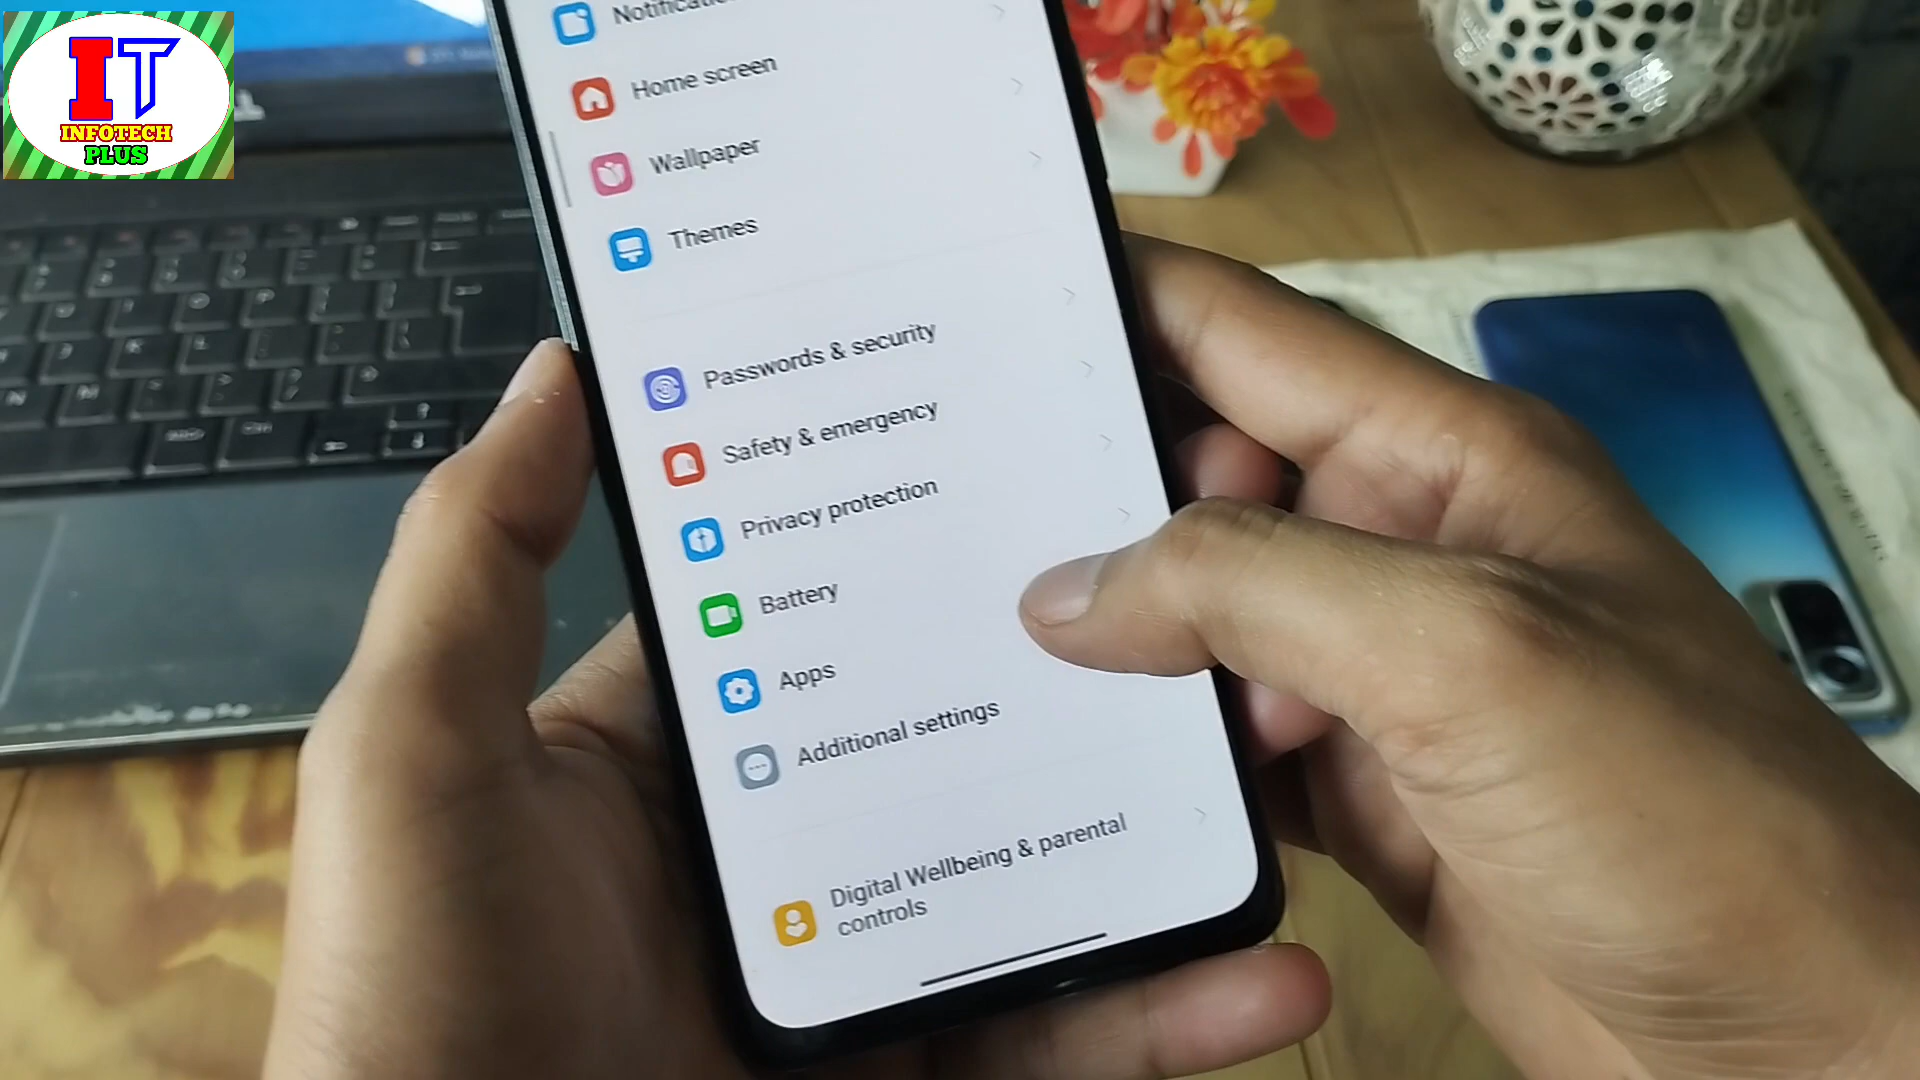 IT
INFOTECH
PLUS
Home screen
Wallpaper
Themes
Passwords & security
Safety & emergency
Privacy protection
Battery
Apps
Additional settings
Digital Wellbeing & parental
controls